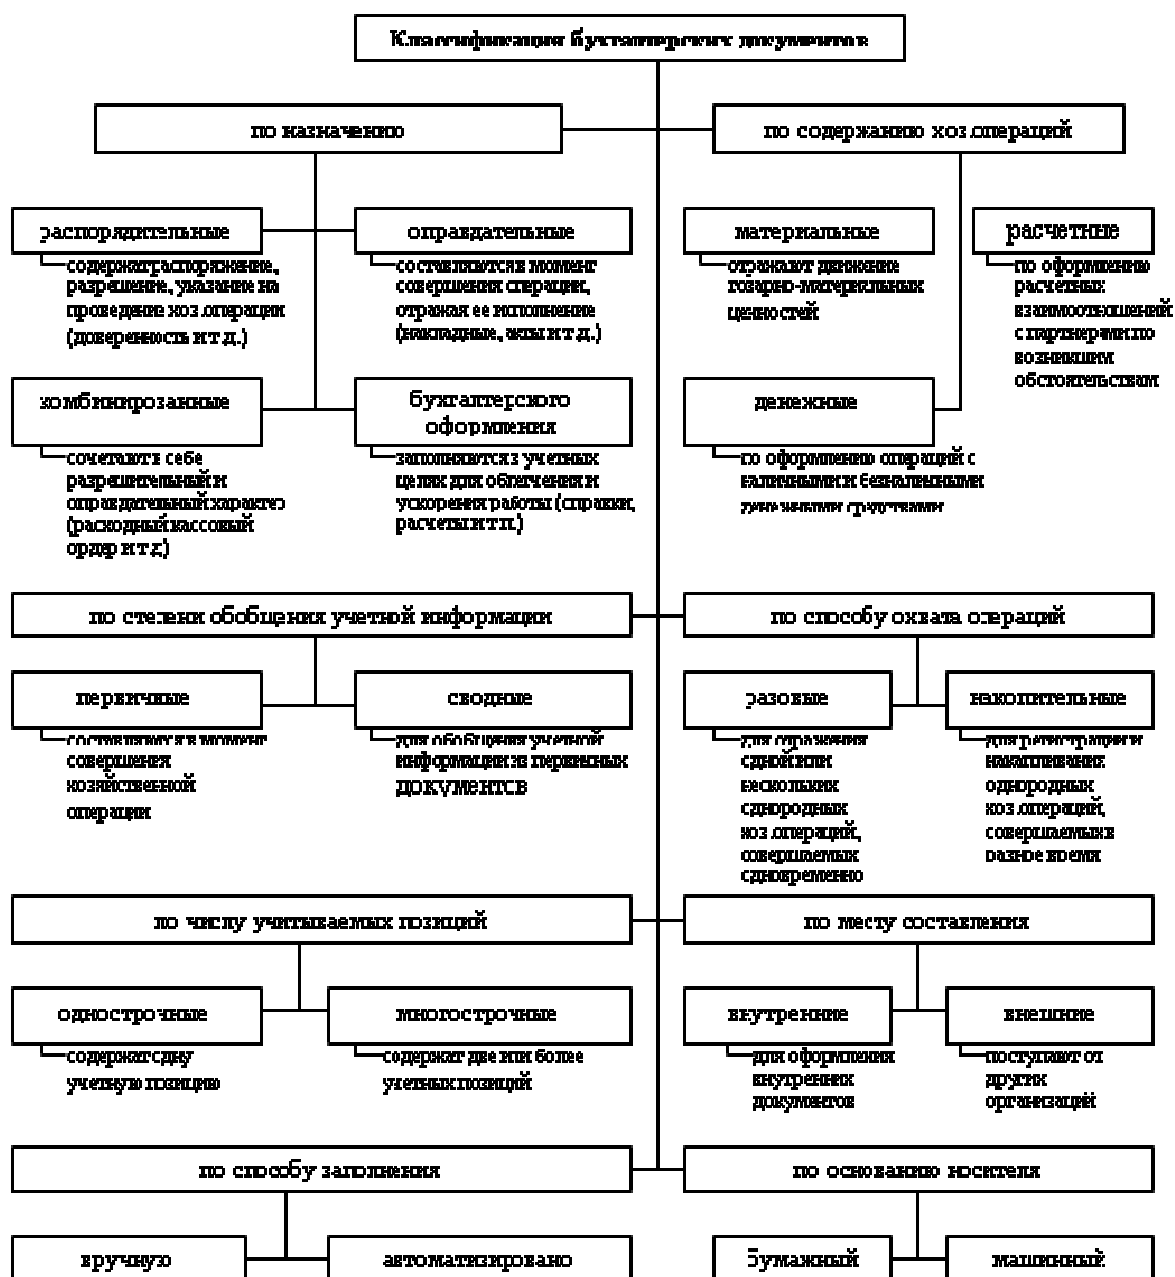 Классификация бухгалтерских документов
по назначению
по содержанию хоз.операций
распорядительные
содержат распоряжение,
разрешение, указание на
проведение хоз.операции
(доверенность и т.д.)
оправдательные
составляются в момент
совершения операции,
отражая ее исполнение
(накладные, акты и т.д.)
материальные
отражают движение
товарно-материальных
ценностей
расчетные
по оформлению
расчетных
взаимоотношений
с партнерами по
возникшим
обстоятельствам
комбинированные
сочетают в себе
разрешительный и
оправдательный характер
(расходный кассовый
ордер и т.д)
бухгалтерского
оформления
заполняются в учетных
целях для облегчения и
ускорения работы (справки,
расчеты и т.п.)
денежные
по оформлению операций с
наличными и безналичными
денежными средствами
по степени обобщения учетной информации
по способу охвата операций
первичные
составляются в момент
совершения
хозяйственной
операции
сводные
для обобщения учетной
информации из первичных
документов
разовые
для отражения
одной или
нескольких
однородных
хоз.операций,
совершаемых
одновременно
накопительные
для регистрации и
накапливания
однородных
хоз.операций,
совершаемых в
разное время
по числу учитываемых позиций
по месту составления
однострочные
содержат одну
учетную позицию
многострочные
содержат две или более
учетных позиций
внутренние
для оформления
внутренних
документов
внешние
поступают от
других
организаций
по способу заполнения
по основанию носителя
вручную
автоматизировано
бумажный
машинный